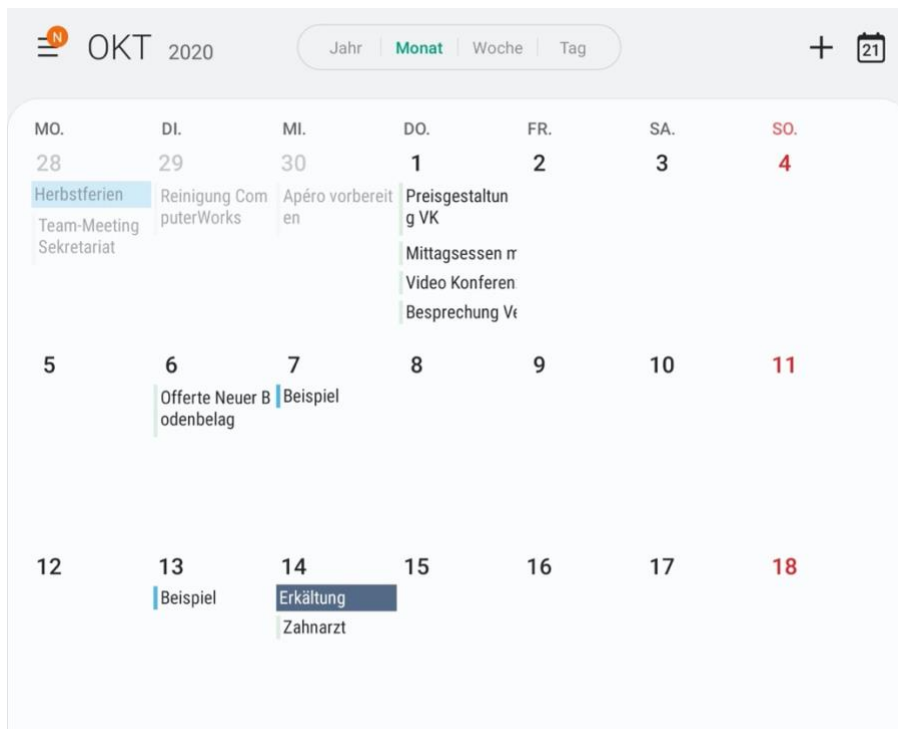 N
OKT 2020
Jahr Monat Woche Tag
21
MO. DI. MI. DO. FR. SA. SO.
28 29 30 1 2 3 4
Herbstferien
Team-Meeting
Sekretariat
Reinigung Com
puterWorks
Apéro vorbereit
en
Preisgestaltun
g VK
Mittagsessen m
Video Konferen
Besprechung Ve
5 6 7 8 9 10 11
Offerte Neuer B
odenbelag
Beispiel
12 13 14 15 16 17 18
Beispiel
Erkältung
Zahnarzt